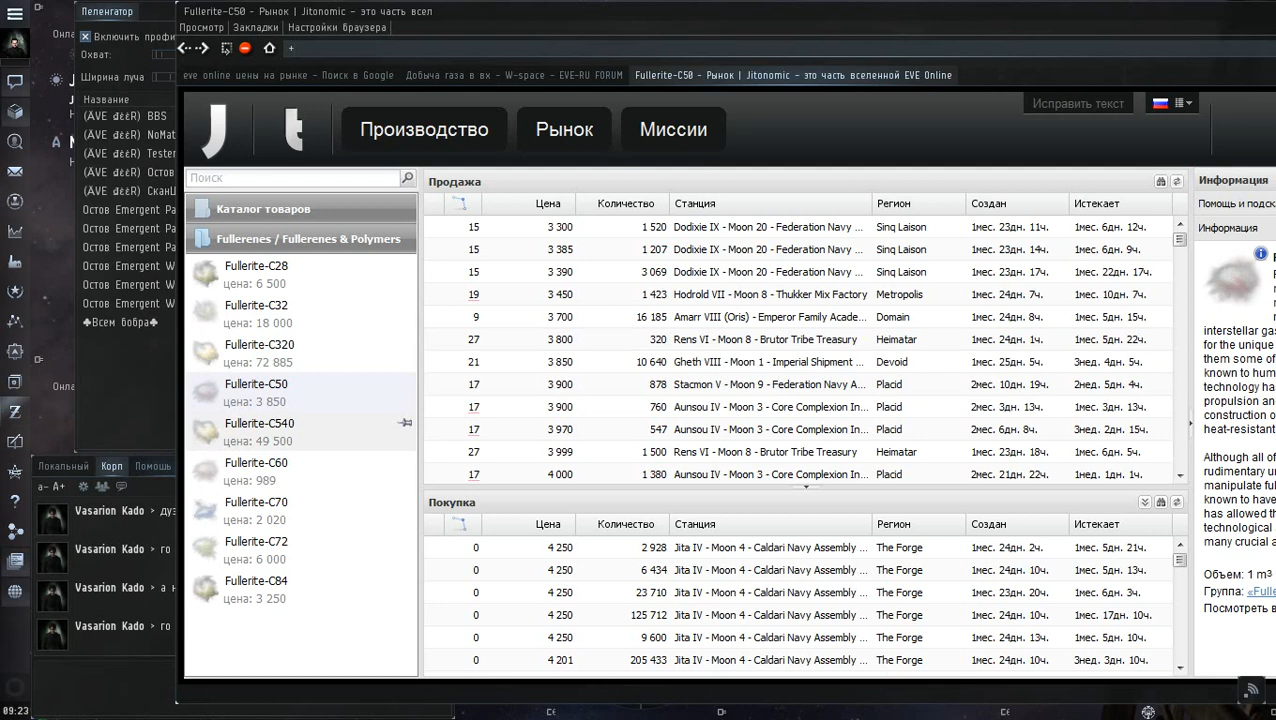 Fullerite-C50 - Рынок | Jitonomic - это часть всел
Пеленгатор
Просмотр Закладки Настройки браузера
Онла
Включить профи
Охват:
Ширина луча
+
eve online цены на рынке - Поиск в Google Добыча газа в вх - W-space - EVE-RU FORUM Fullerite-C50 - Рынок | Jitonomic - это часть вселенной EVE Online
Название
(ÄVE ᏧєєR) BBS
(ÄVE ᏧєєR) NoMat
(ÄVE ᏧєєR) Tester
(ÄVE ᏧєєR) Остов
(ÄVE ᏧєєR) СканШ
Остов Emergent Pa
Остов Emergent Pa
Остов Emergent Pa
Остов Emergent W
Остов Emergent W
Остов Emergent W
♣Всем бобра♣
Онла
J t
Производство Рынок Миссии
Исправить текст
Поиск
Каталог товаров
Fullerenes / Fullerenes & Polymers
Fullerite-C28
цена: 6 500
Fullerite-C32
цена: 18 000
Fullerite-C320
цена: 72 885
Fullerite-C50
цена: 3 850
Fullerite-C540
цена: 49 500
Fullerite-C60
цена: 989
Fullerite-C70
цена: 2 020
Fullerite-C72
цена: 6 000
Fullerite-C84
цена: 3 250
Продажа
Цена Количество Станция Регион Создан Истекает
15 3 300 1 520 Dodixie IX - Moon 20 - Federation Navy ... Sinq Laison 1мес. 23дн. 11ч. 1мес. 6дн. 12ч.
15 3 385 1 207 Dodixie IX - Moon 20 - Federation Navy ... Sinq Laison 1мес. 23дн. 14ч. 1мес. 6дн. 9ч.
15 3 390 3 069 Dodixie IX - Moon 20 - Federation Navy ... Sinq Laison 1мес. 23дн. 17ч. 1мес. 22дн. 17ч.
19 3 450 1 423 Hodrold VII - Moon 8 - Thukker Mix Factory Metropolis 1мес. 24дн. 7ч. 1мес. 10дн. 7ч.
9 3 700 16 185 Amarr VIII (Oris) - Emperor Family Acade... Domain 1мес. 24дн. 8ч. 1мес. 5дн. 15ч.
27 3 800 320 Rens VI - Moon 8 - Brutor Tribe Treasury Heimatar 1мес. 24дн. 9ч. 1мес. 5дн. 14ч.
21 3 850 10 640 Gheth VIII - Moon 1 - Imperial Shipment ... Devoid 1мес. 25дн. 5ч. 3нед. 4дн. 5ч.
17 3 900 878 Stacmon V - Moon 9 - Federation Navy A... Placid 2мес. 10дн. 19ч. 2нед. 5дн. 4ч.
17 3 900 760 Aunsou IV - Moon 3 - Core Complexion In... Placid 2мес. 3дн. 13ч. 3нед. 3дн. 13ч.
17 3 970 547 Aunsou IV - Moon 3 - Core Complexion In... Placid 2мес. 6дн. 8ч. 3нед. 2дн. 15ч.
27 3 999 1 500 Rens VI - Moon 8 - Brutor Tribe Treasury Heimatar 1мес. 23дн. 18ч. 1мес. 6дн. 5ч.
17 4 000 1 380 Aunsou IV - Moon 3 - Core Complexion In... Placid 2мес. 21дн. 22ч. 1нед. 1дн. 1ч.
Покупка
Цена Количество Станция Регион Создан Истекает
0 4 250 2 928 Jita IV - Moon 4 - Caldari Navy Assembly ... The Forge 1мес. 24дн. 2ч. 1мес. 5дн. 21ч.
0 4 250 6 434 Jita IV - Moon 4 - Caldari Navy Assembly ... The Forge 1мес. 24дн. 10ч. 1мес. 5дн. 13ч.
0 4 250 23 710 Jita IV - Moon 4 - Caldari Navy Assembly ... The Forge 1мес. 23дн. 20ч. 1мес. 6дн. 3ч.
0 4 250 125 712 Jita IV - Moon 4 - Caldari Navy Assembly ... The Forge 1мес. 24дн. 10ч. 1мес. 17дн. 10ч.
0 4 250 9 600 Jita IV - Moon 4 - Caldari Navy Assembly ... The Forge 1мес. 24дн. 10ч. 1мес. 5дн. 13ч.
0 4 201 205 433 Jita IV - Moon 4 - Caldari Navy Assembly ... The Forge 1мес. 24дн. 10ч. 3нед. 3дн. 10ч.
Информация
Помощь и подск
Информация
interstellar gas
for the unique
them some of
known to hum
technology ha
propulsion an
construction o
heat-resistant
Although all of
rudimentary u
manipulate ful
known to have
has allowed th
technological
many crucial a
Объем: 1 m³
Группа: «Fulle
Посмотреть в
Локальный Корп Помощь
a- A+
Vasarion Kado > дуэ
Vasarion Kado > го
Vasarion Kado > а н
Vasarion Kado > го
09:23